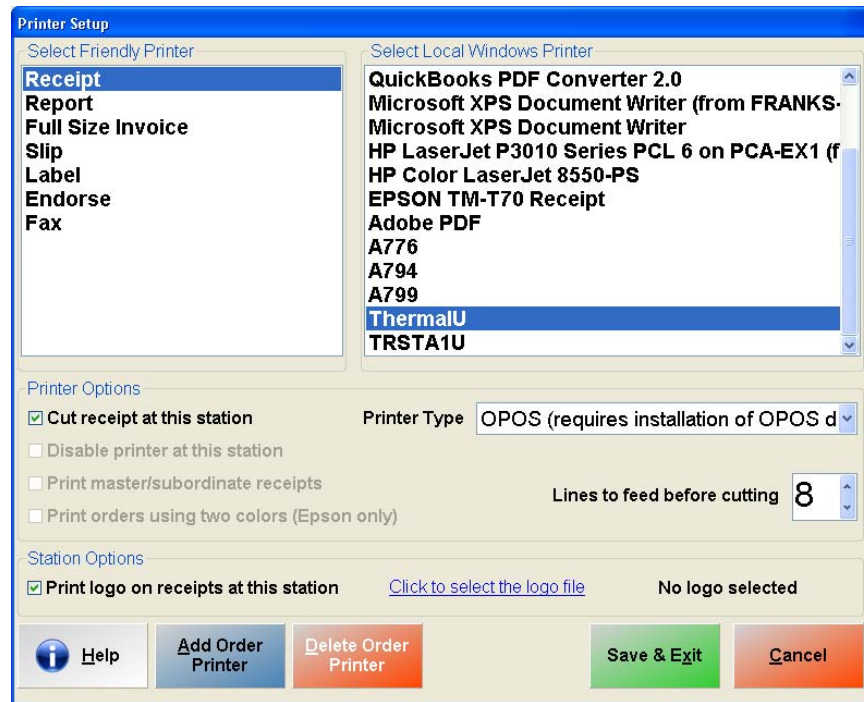 Printer Setup
Select Friendly Printer
Receipt
Report
Full Size Invoice
Slip
Label
Endorse
Fax
Select Local Windows Printer
QuickBooks PDF Converter 2.0
Microsoft XPS Document Writer (from FRANKS-
Microsoft XPS Document Writer
HP LaserJet P3010 Series PCL 6 on PCA-EX1 (f
HP Color LaserJet 8550-PS
EPSON TM-T70 Receipt
Adobe PDF
A776
A794
A799
ThermalU
TRSTA1U
Printer Options
Cut receipt at this station
Disable printer at this station
Print master/subordinate receipts
Print orders using two colors (Epson only)
Printer Type OPOS (requires installation of OPOS d
Lines to feed before cutting 8
Station Options
Print logo on receipts at this station Click to select the logo file No logo selected
Help
Add Order
Printer
Delete Order
Printer
Save & Exit
Cancel